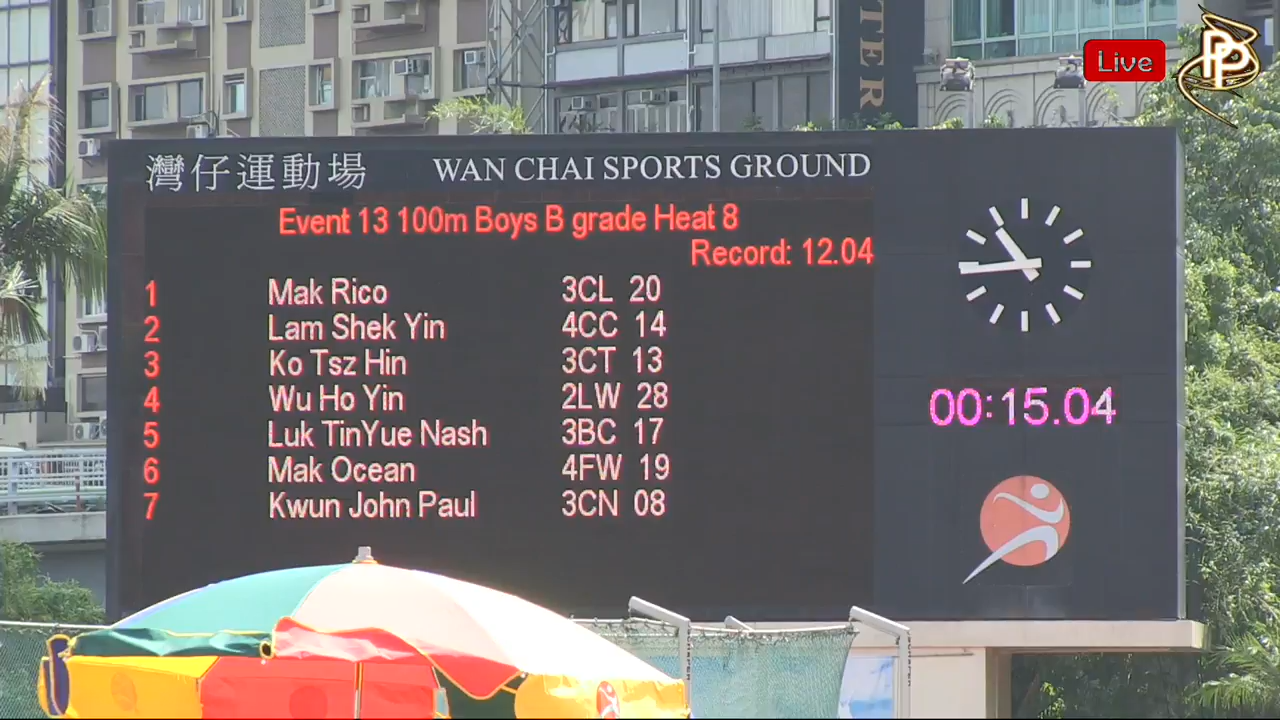 TER
Live
PP
灣仔運動場 WAN CHAI SPORTS GROUND
Event 13 100m Boys B grade Heat 8
Record: 12.04
1 Mak Rico 3CL 20
2 Lam Shek Yin 4CC 14
3 Ko Tsz Hin 3CT 13
4 Wu Ho Yin 2LW 28
5 Luk TinYue Nash 3BC 17
6 Mak Ocean 4FW 19
7 Kwun John Paul 3CN 08
00:15.04